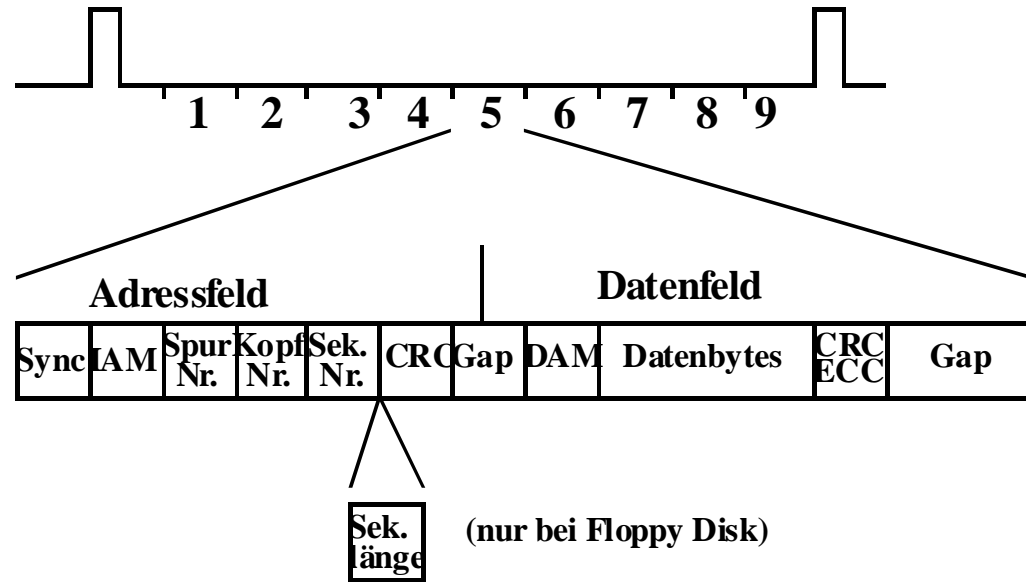 1 2 3 4 5 6 7 8 9
Adressfeld Datenfeld
Sync IAM Spur Nr. Kopf Nr. Sek. Nr. CRC Gap DAM Datenbytes CRC ECC Gap
Sek. länge (nur bei Floppy Disk)